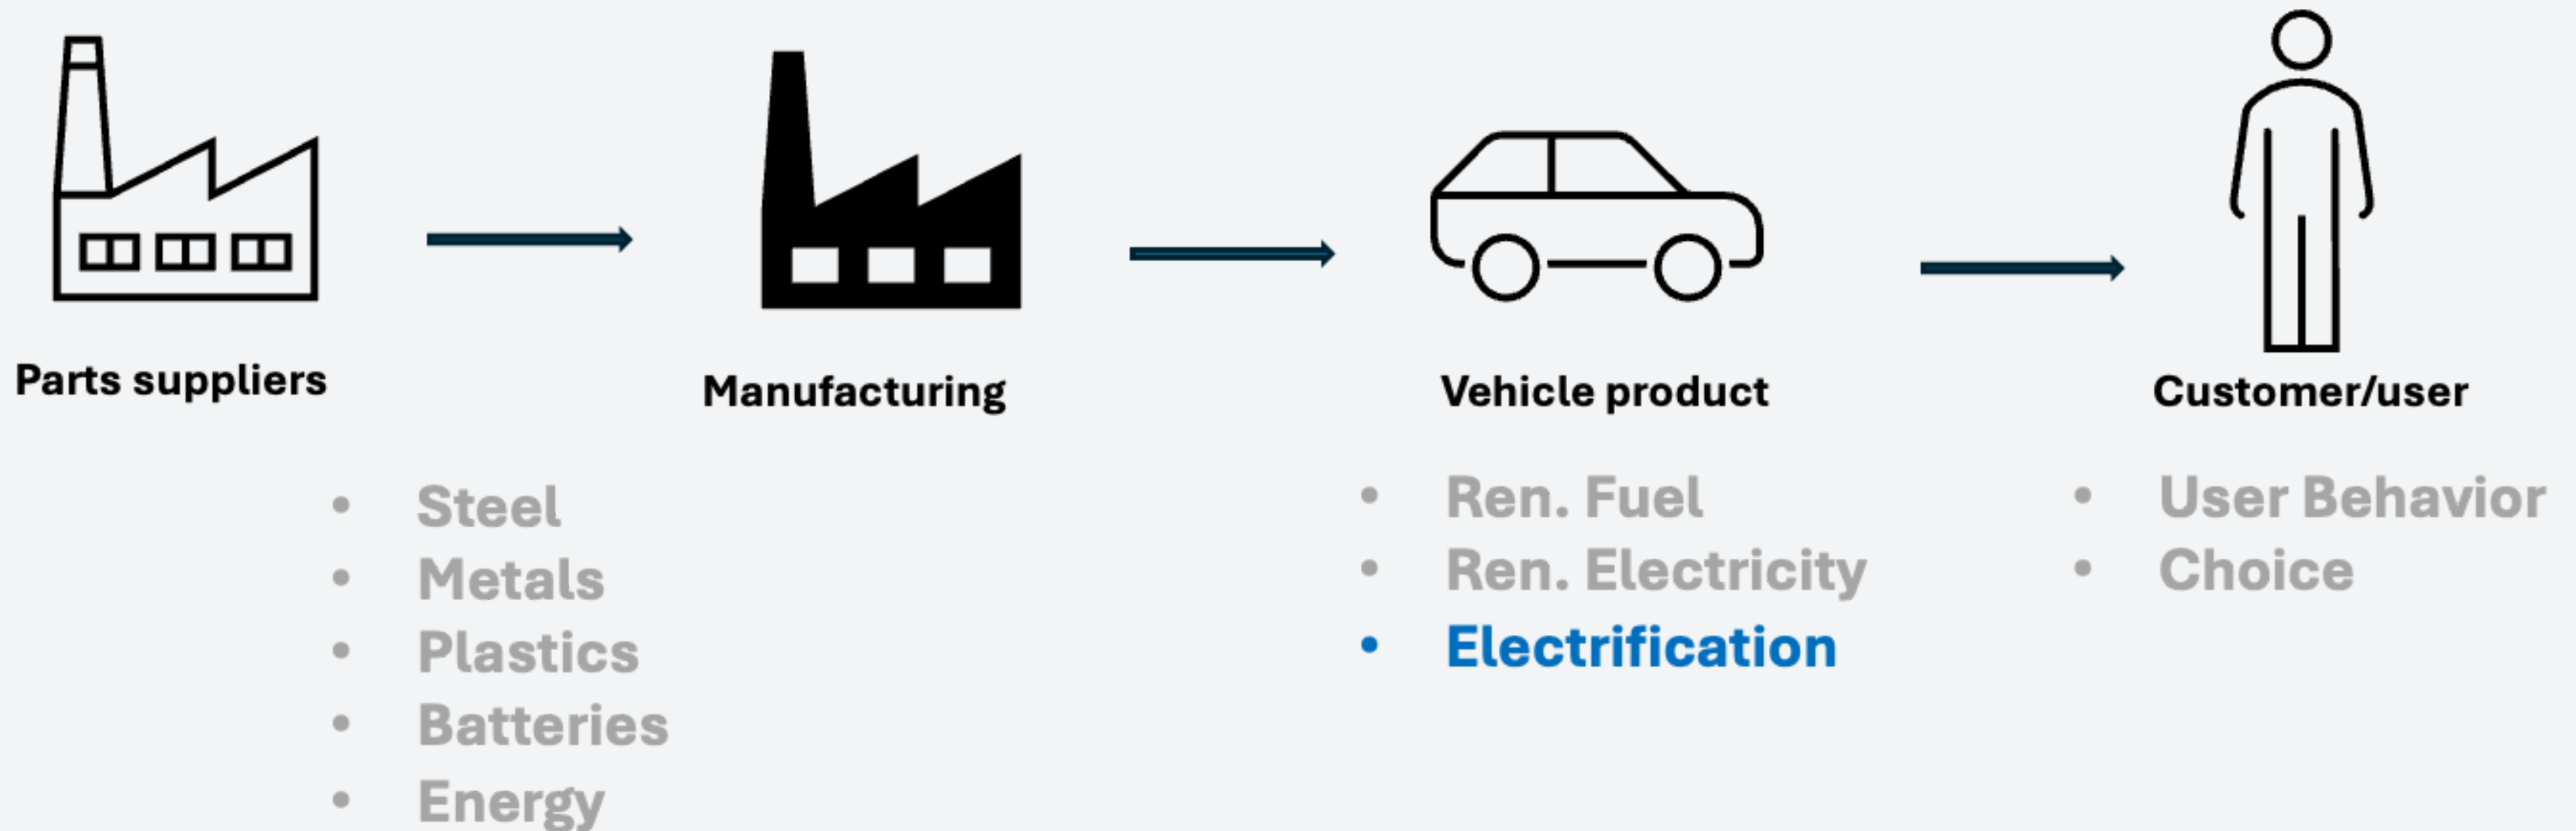 Parts suppliers
Manufacturing
Vehicle product
Customer/user
• Steel
• Metals
• Plastics
• Batteries
• Energy
• Ren. Fuel
• Ren. Electricity
• Electrification
• User Behavior
• Choice